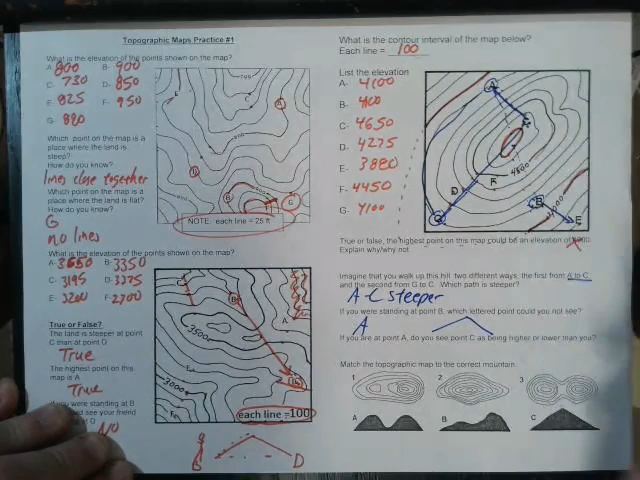 Topographic Maps Practice #1
What is the elevation of the points shown on the map?
A- 800 B- 900
C- 730 D- 850
E- 825 F- 950
G- 820
Which point on the map is a
place where the land is
steep?
How do you know?
lines close together
Which point on the map is a
place where the land is flat?
How do you know?
G
no lines
NOTE: each line = 25 ft
What is the elevation of the points shown on the map?
A- 3650 B- 3350
C- 3195 D- 3275
E- 3200 F- 2700
True or False?
The land is steeper at point
C than at point D
True
The highest point on this
map is A
True
If you were standing at B
see your friend
at D
NO
3500
3000
each line =100
B D
What is the contour interval of the map below?
Each line = 100
List the elevation
A- 4100
B- 4100
C- 4650
D- 4275
E- 3880
F- 4450
G- 4100
4800
True or false, the highest point on this map could be an elevation of
Explain why/why not
Imagine that you walk up this hill two different ways, the first from A to C
and the second from G to C. Which path is steeper?
A-C steeper
If you were standing at point B, which lettered point could you not see?
A
If you are at point A, do you see point C as being higher or lower than you?
Match the topographic map to the correct mountain.
1 2 3
A B C